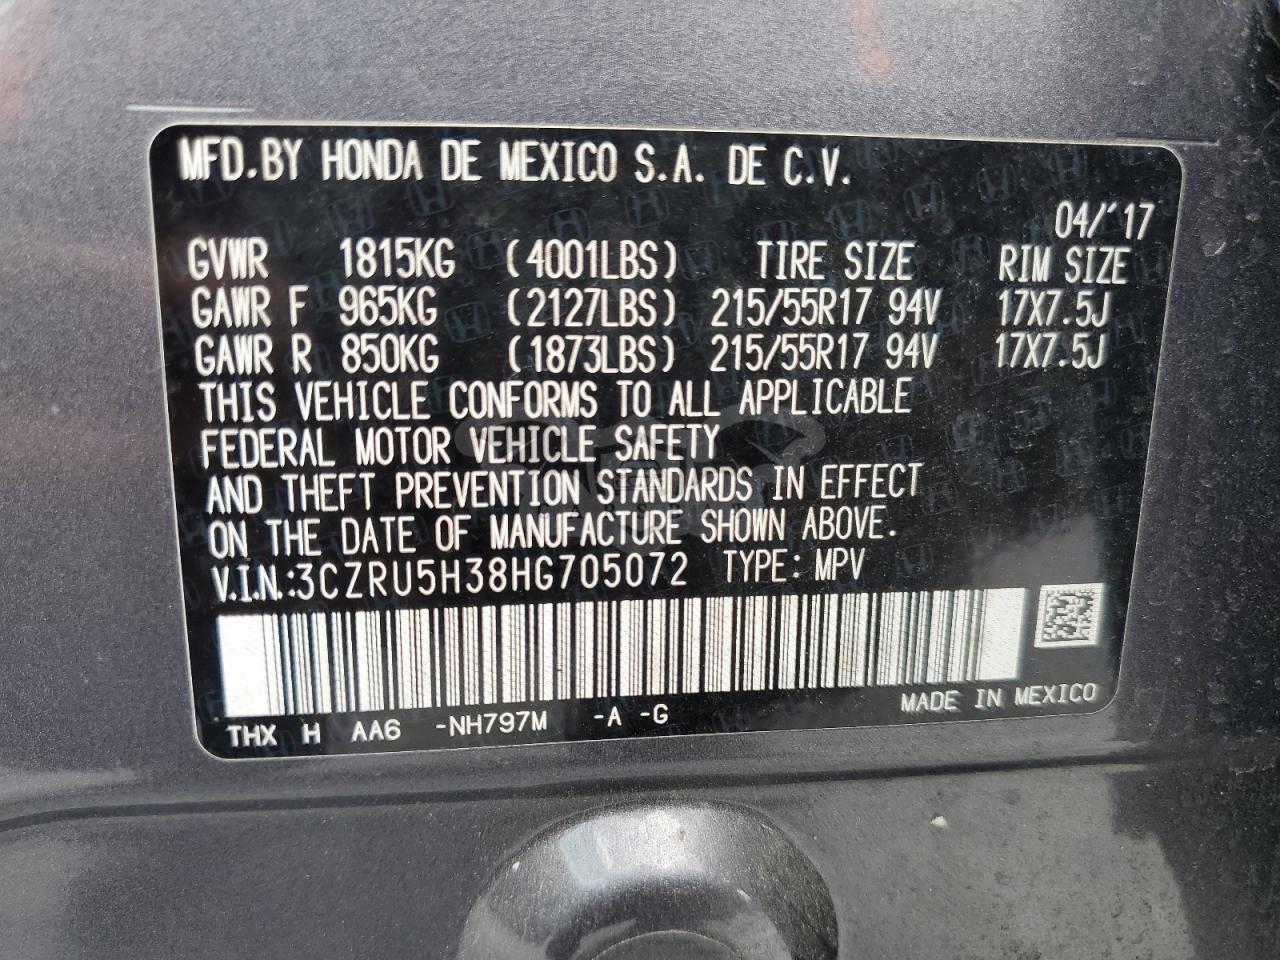 MFD.BY HONDA DE MEXICO S.A. DE C.V.
04/'17
GVWR 1815KG (4001LBS) TIRE SIZE RIM SIZE
GAWR F 965KG (2127LBS) 215/55R17 94V 17X7.5J
GAWR R 850KG (1873LBS) 215/55R17 94V 17X7.5J
THIS VEHICLE CONFORMS TO ALL APPLICABLE
FEDERAL MOTOR VEHICLE SAFETY
AND THEFT PREVENTION STANDARDS IN EFFECT
ON THE DATE OF MANUFACTURE SHOWN ABOVE.
V.I.N.:3CZRU5H38HG705072 TYPE: MPV
MADE IN MEXICO
THX H AA6 -NH797M -A -G